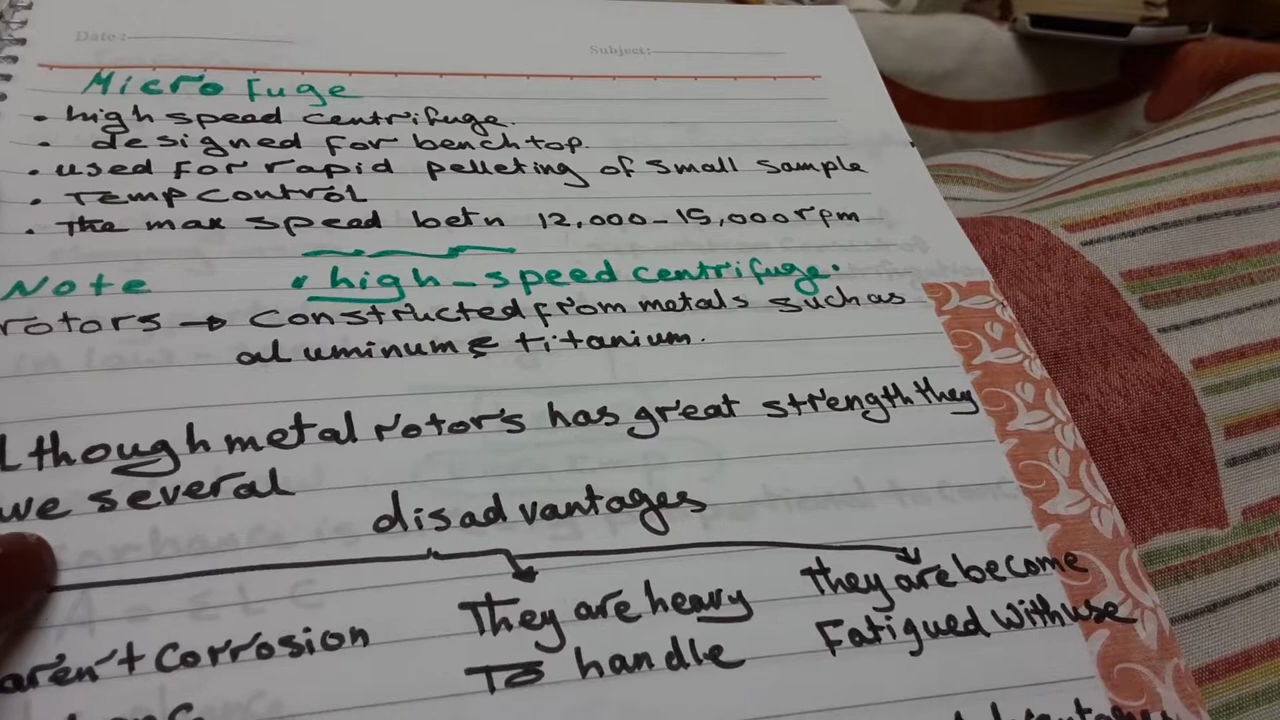 Date:
Subject:
Micro Fuge
• high speed centrifuge.
• designed for benchtop.
• used for rapid pelleting of small sample
• Temp Control
• The max speed betn 12,000-15,000 rpm
Note • high-speed centrifuge.
rotors → Constructed from metals such as
aluminum & titanium.
lthough metal rotors has great strength they
ve several
disadvantages
They are heavy they are become
aren't Corrosion To handle Fatigued with use